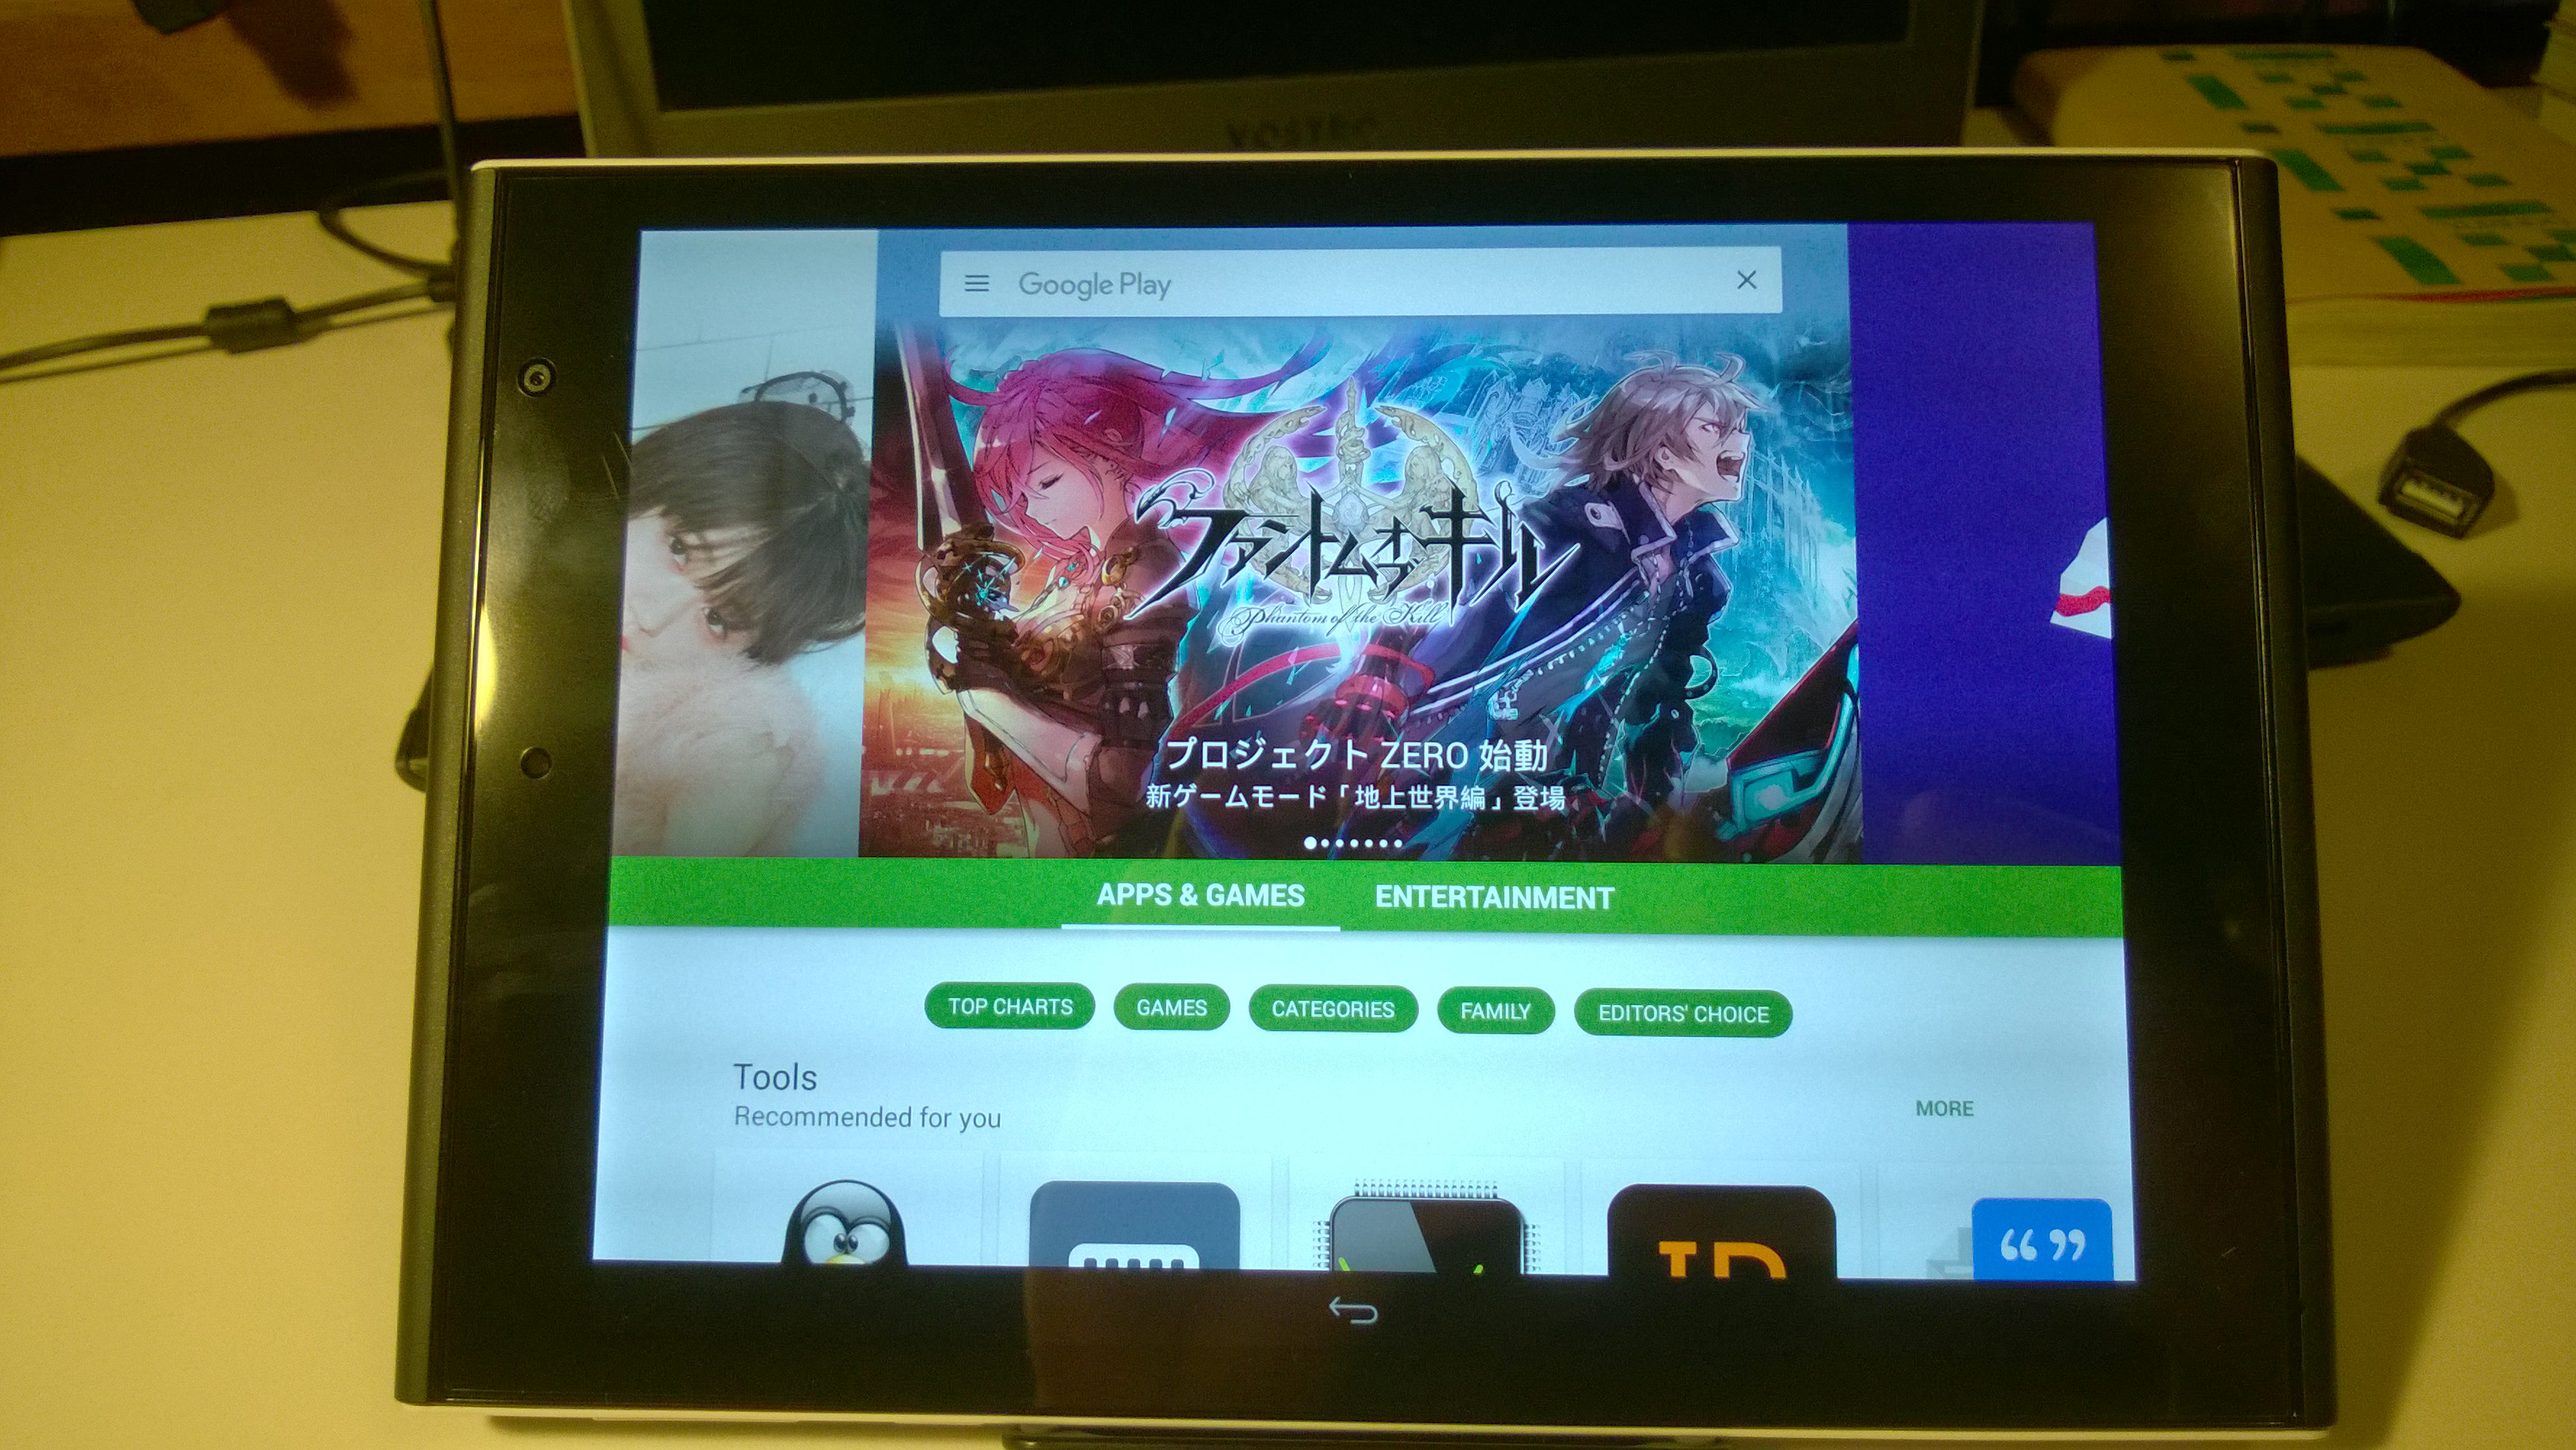 VOSTRO
Google Play
ファントム オブ キル
Phantom of the Kill
プロジェクト ZERO 始動
新ゲームモード「地上世界編」登場
APPS & GAMES
ENTERTAINMENT
TOP CHARTS
GAMES
CATEGORIES
FAMILY
EDITORS' CHOICE
Tools
Recommended for you
MORE